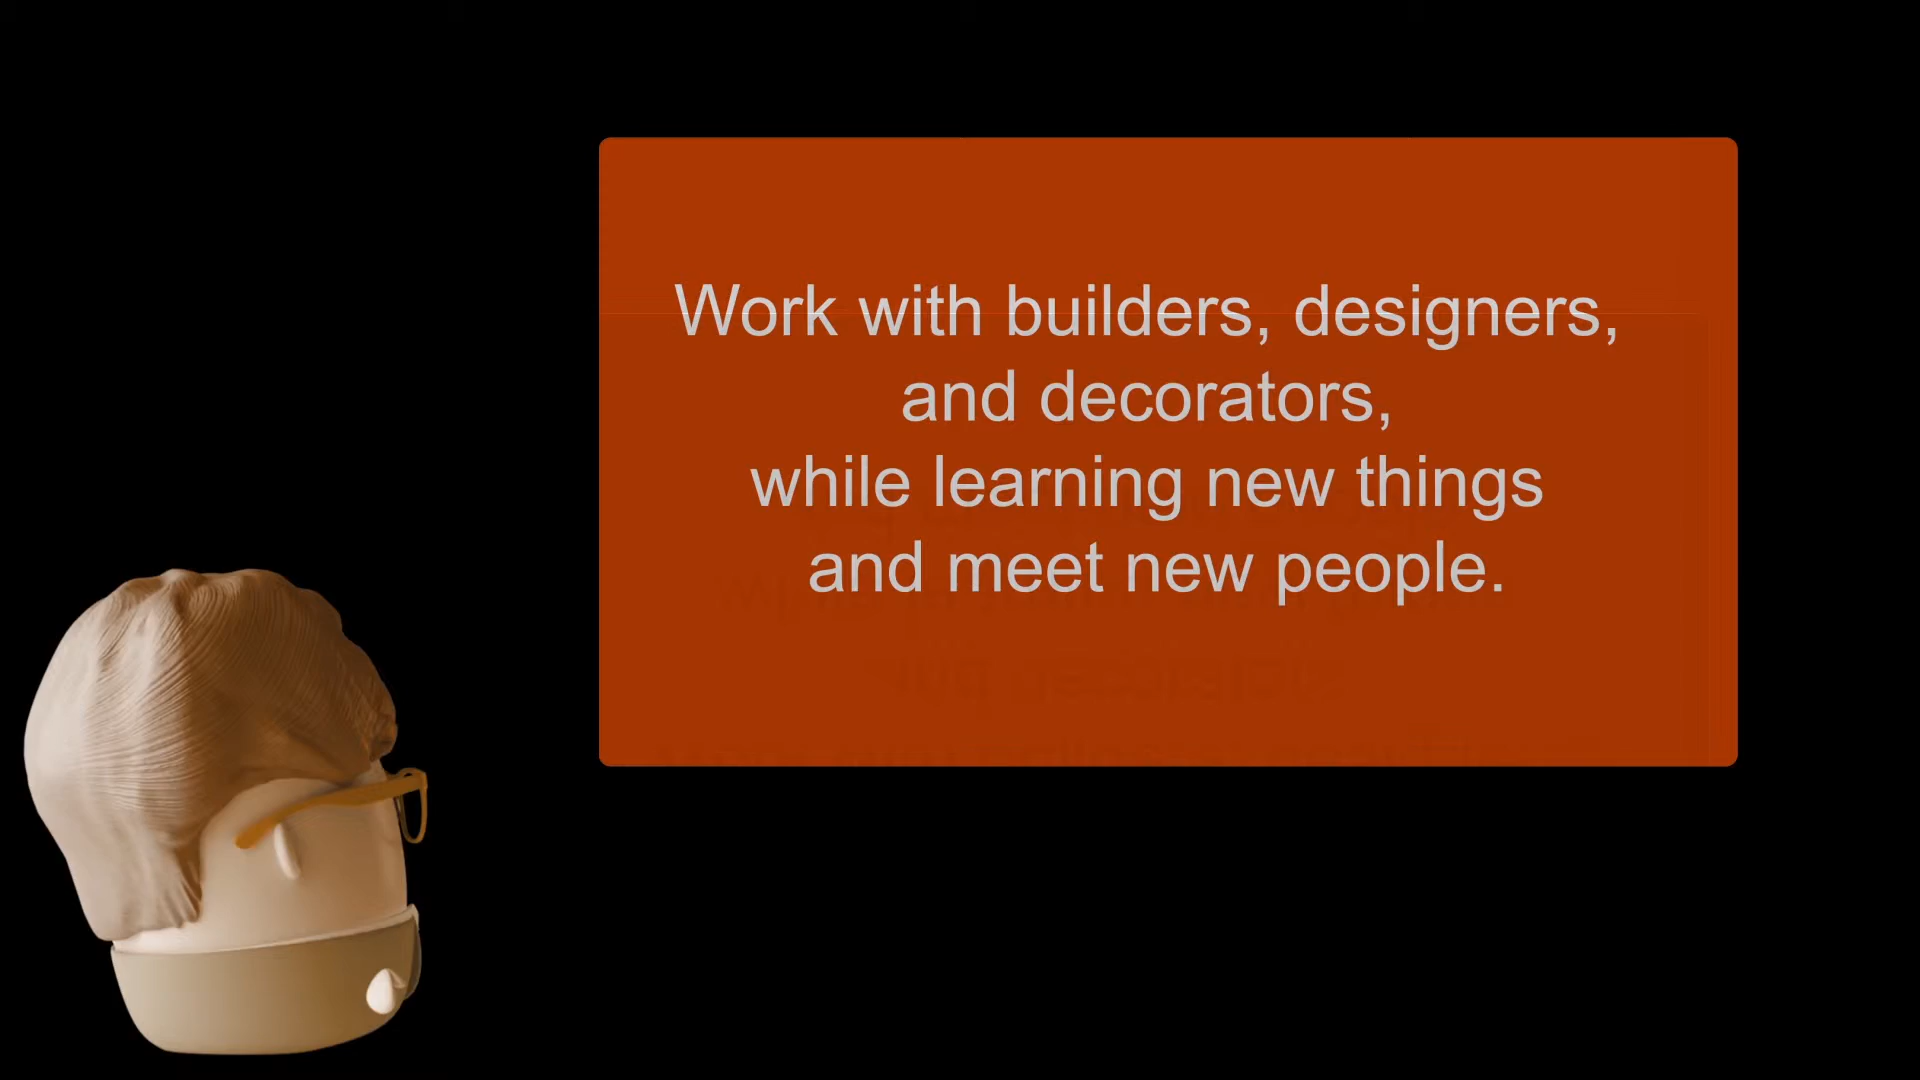 Work with builders, designers,
and decorators,
while learning new things
and meet new people.